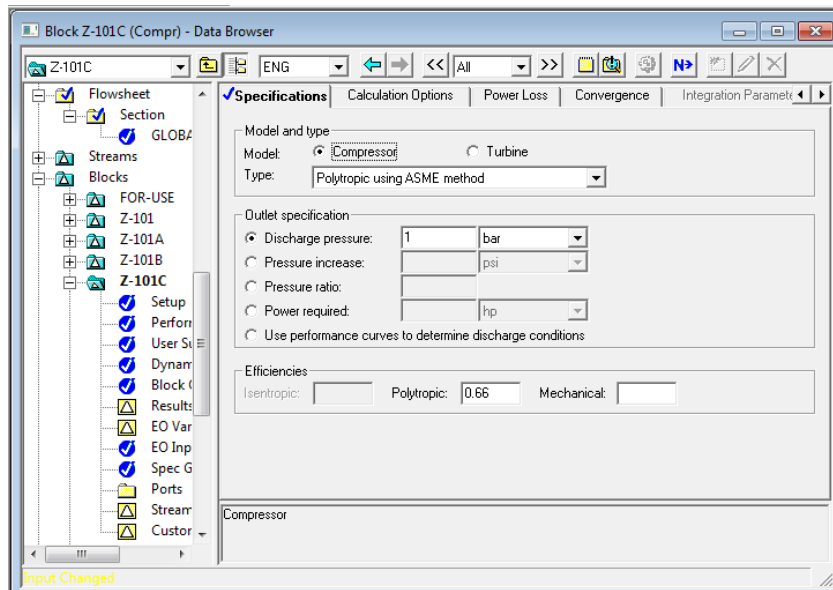 Block Z-101C (Compr) - Data Browser
Z-101C ENG << All >> N
Flowsheet
Section
GLOBA
Streams
Blocks
FOR-USE
Z-101
Z-101A
Z-101B
Z-101C
Setup
Perforr
User Su
Dynam
Block C
Results
EO Var
EO Inp
Spec G
Ports
Stream
Custor
Specifications Calculation Options Power Loss Convergence Integration Paramete
Model and type
Model: Compressor Turbine
Type: Polytropic using ASME method
Outlet specification
Discharge pressure: 1 bar
Pressure increase: psi
Pressure ratio:
Power required: hp
Use performance curves to determine discharge conditions
Efficiencies
Isentropic: Polytropic: 0.66 Mechanical:
Compressor
Input Changed